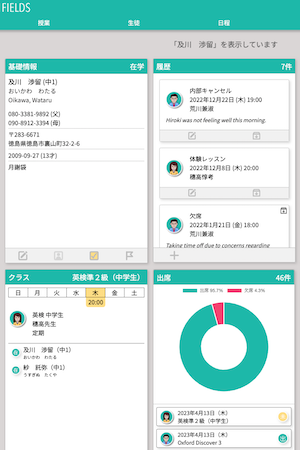 FIELDS
授業 生徒 日程
「及川　渉留」を表示しています
基礎情報 在学
及川　渉留 (中1)
おいかわ　わたる
Oikawa, Wataru
080-3381-9892 (父)
090-8912-3394 (母)
〒283-6671
徳島県徳島市裏山町32-2-6
2009-09-27 (13才)
月謝袋
履歴 7件
内部キャンセル
2022年12月22日 (木) 19:00
荒川兼淑
Hiroki was not feeling well this morning.
体験レッスン
2022年12月8日 (木) 20:00
穂高惇考
欠席
2022年1月21日 (金) 18:00
荒川兼淑
Taking time off due to concerns regarding
クラス 英検準２級（中学生）
日 月 火 水 木 金 土
20:00
英検 中学生
穂高先生
定期
及川　渉留（中1）
おいかわ　わたる
紗　託弥（中1）
うすぎぬ　たくや
出席 46件
出席 95.7% 欠席 4.3%
2023年4月13日（木）
英検準２級（中学生）
2023年4月13日（木）
Oxford Discover 3